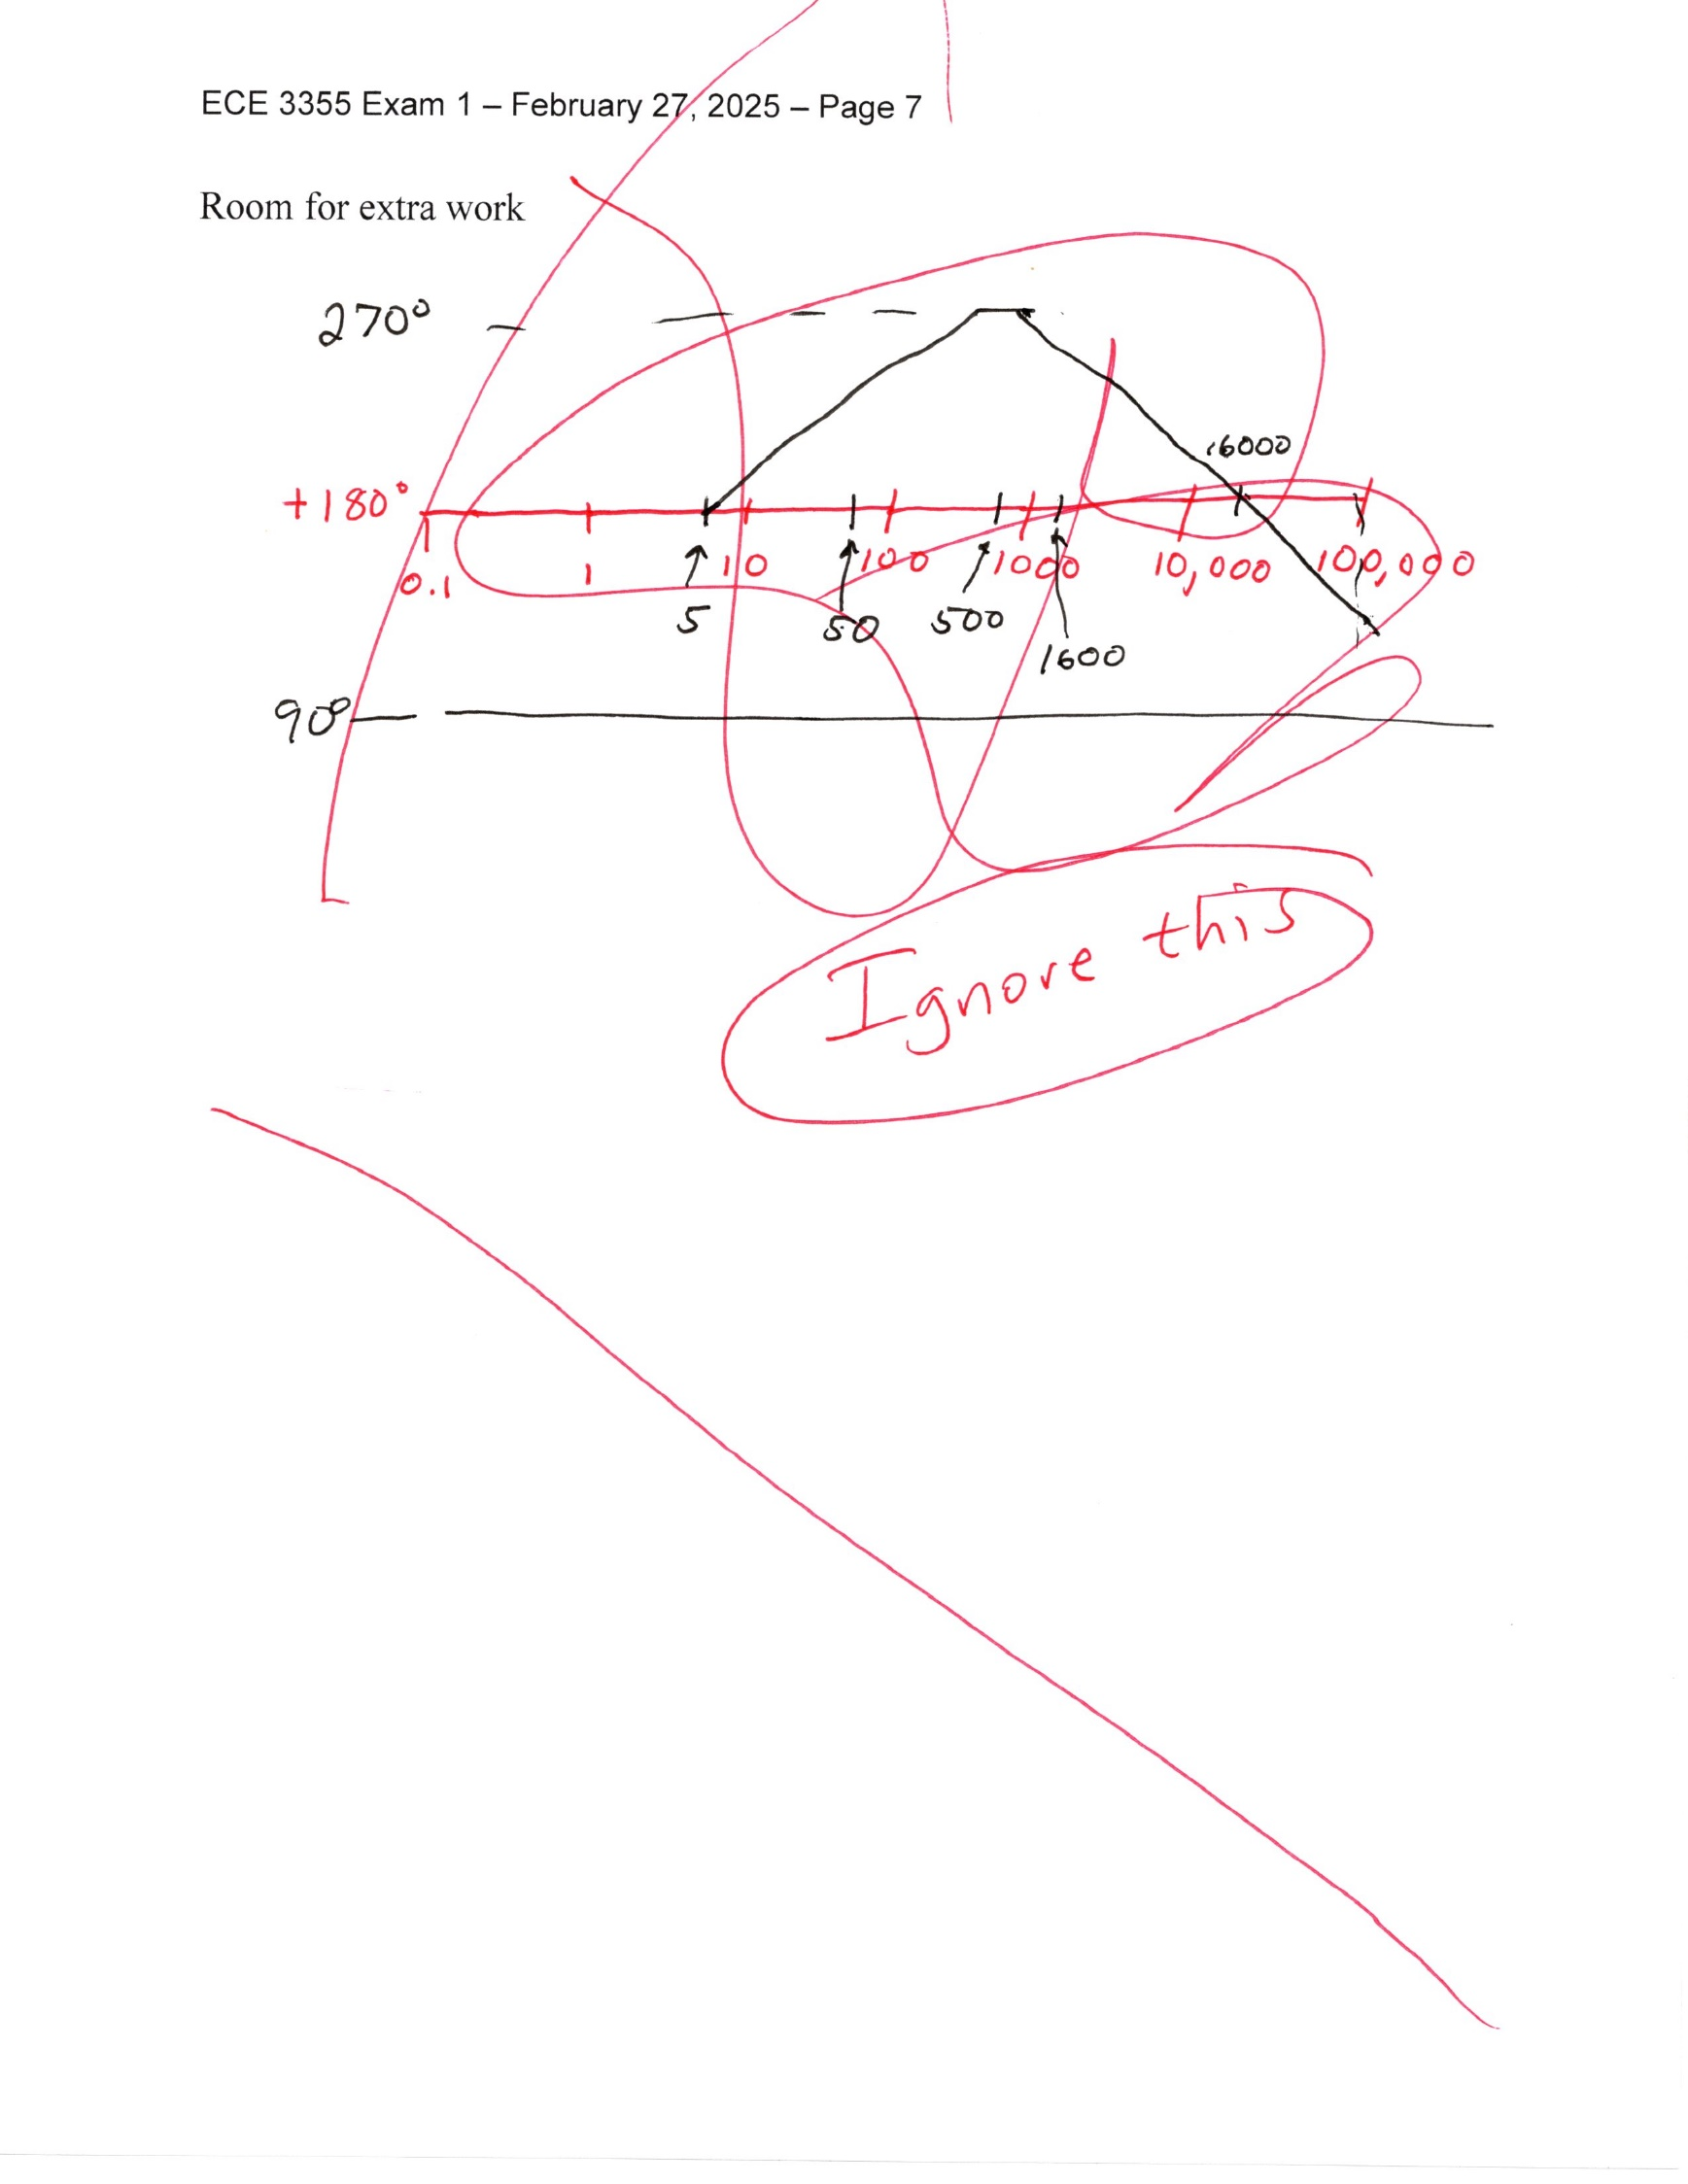 ECE 3355 Exam 1 – February 27, 2025 – Page 7
Room for extra work
270°
16000
+180°
0.1 1 10 100 1000 10,000 100,000
5 50 500
1600
90°
Ignore this